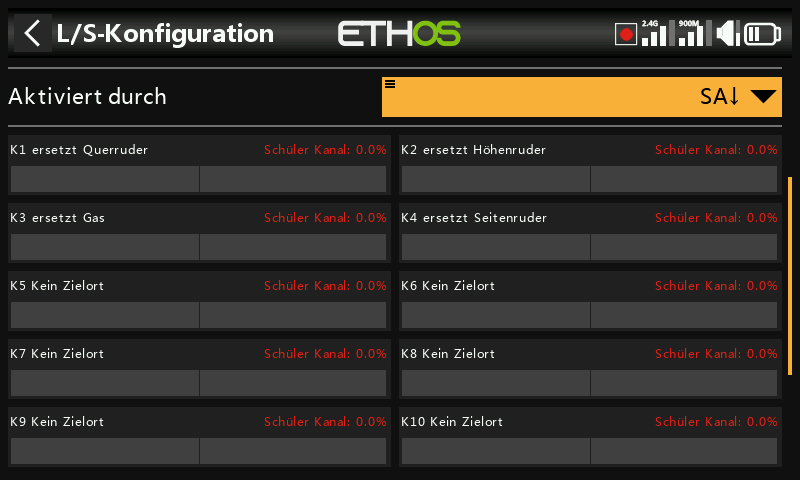 L/S-Konfiguration
ETHOS
2.4G
900M
Aktiviert durch
SA↓
K1 ersetzt Querruder
Schüler Kanal: 0.0%
K2 ersetzt Höhenruder
Schüler Kanal: 0.0%
K3 ersetzt Gas
Schüler Kanal: 0.0%
K4 ersetzt Seitenruder
Schüler Kanal: 0.0%
K5 Kein Zielort
Schüler Kanal: 0.0%
K6 Kein Zielort
Schüler Kanal: 0.0%
K7 Kein Zielort
Schüler Kanal: 0.0%
K8 Kein Zielort
Schüler Kanal: 0.0%
K9 Kein Zielort
Schüler Kanal: 0.0%
K10 Kein Zielort
Schüler Kanal: 0.0%